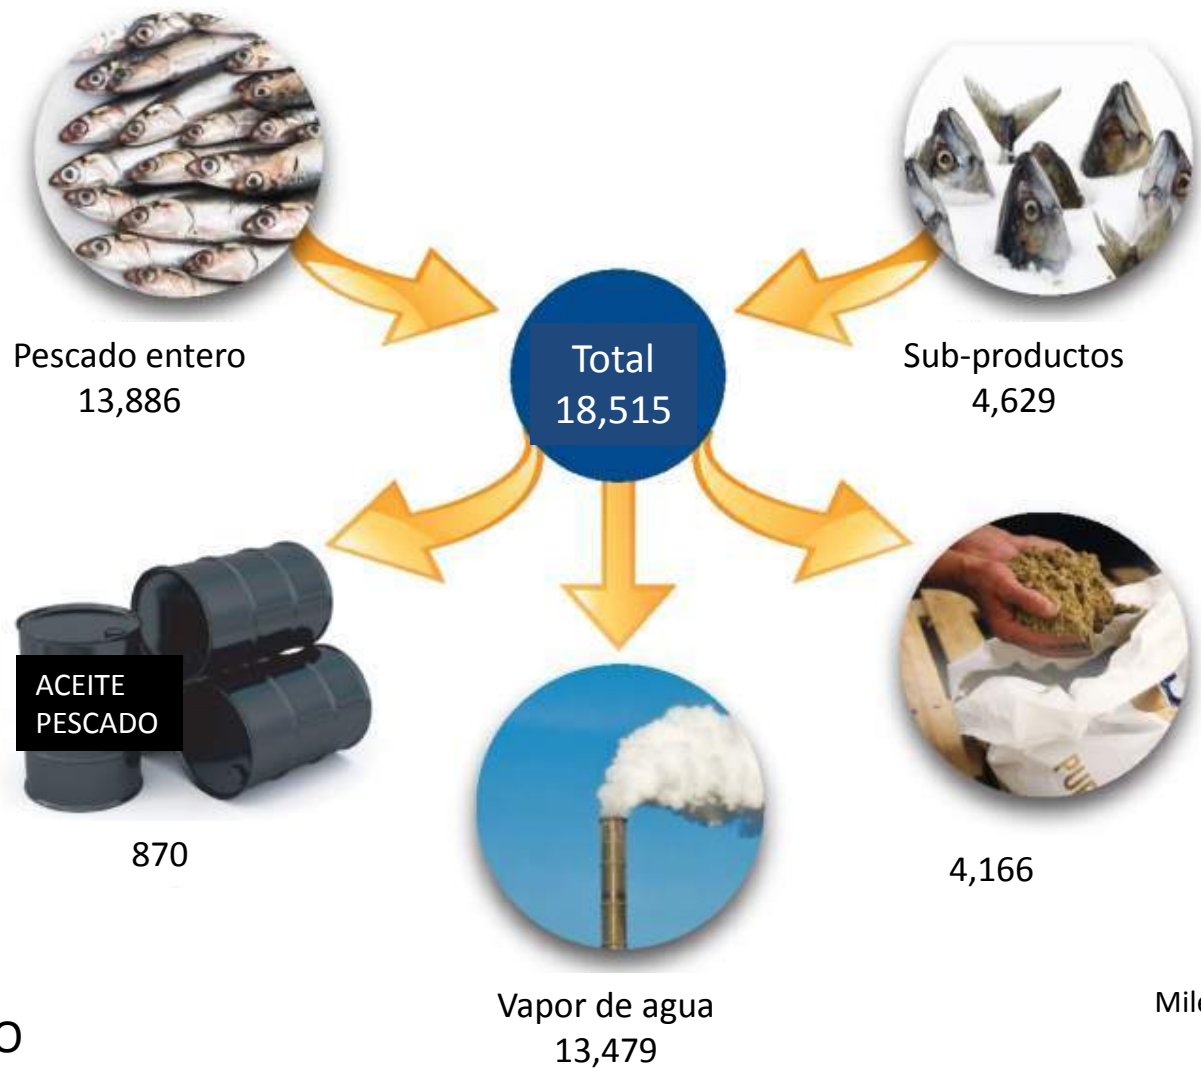 Pescado entero
13,886
Total
18,515
Sub-productos
4,629
ACEITE
PESCADO
870
4,166
Vapor de agua
13,479